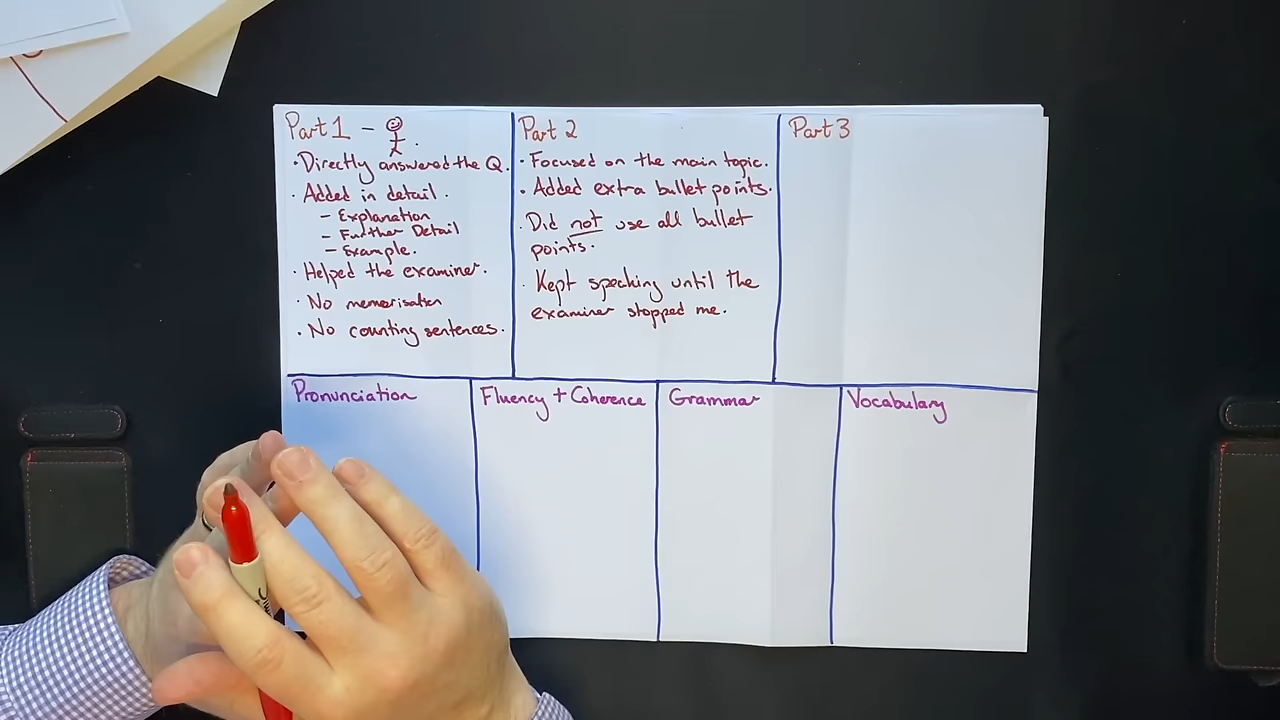 Part 1 -
• Directly answered the Q.
• Added in detail.
- Explanation
- Further Detail
- Example.
• Helped the examiner.
• No memorisation
• No counting sentences.
Part 2
• Focused on the main topic.
• Added extra bullet points.
• Did not use all bullet
points.
• Kept speaking until the
examiner stopped me.
Part 3
Pronunciation
Fluency + Coherence
Grammar
Vocabulary